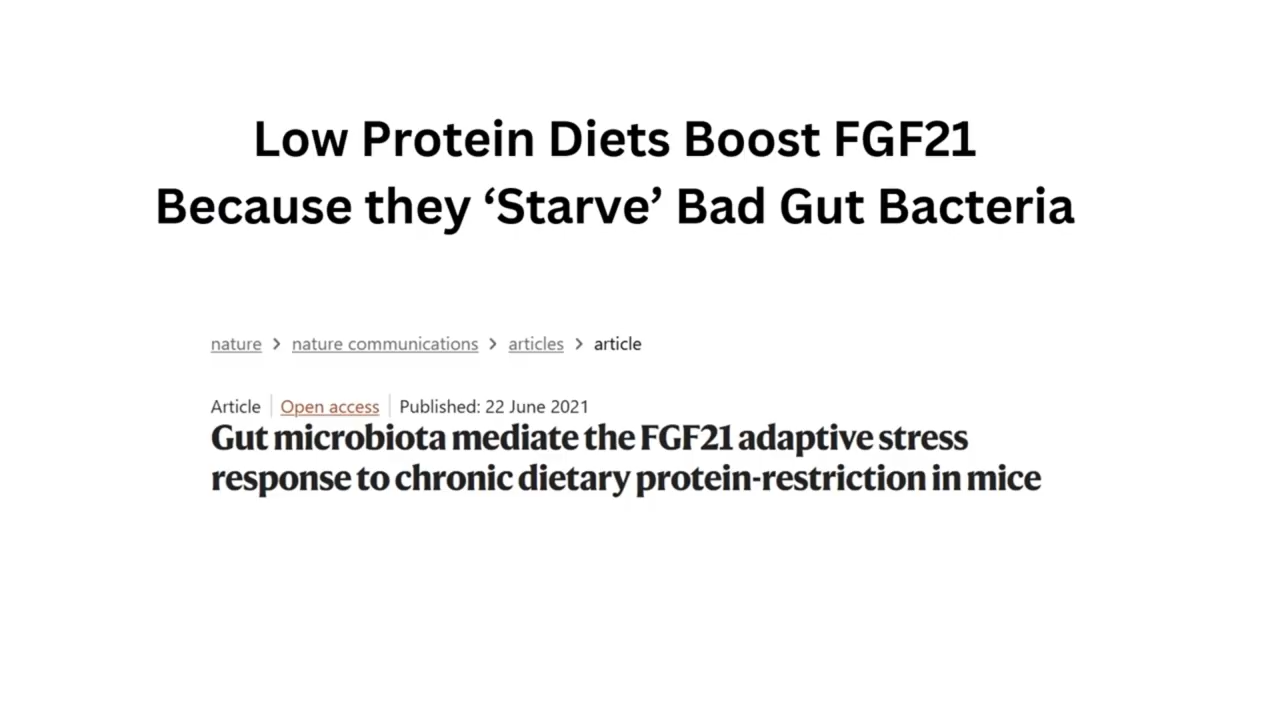 Low Protein Diets Boost FGF21
Because they ‘Starve’ Bad Gut Bacteria
nature > nature communications > articles > article
Article | Open access | Published: 22 June 2021
Gut microbiota mediate the FGF21 adaptive stress
response to chronic dietary protein-restriction in mice